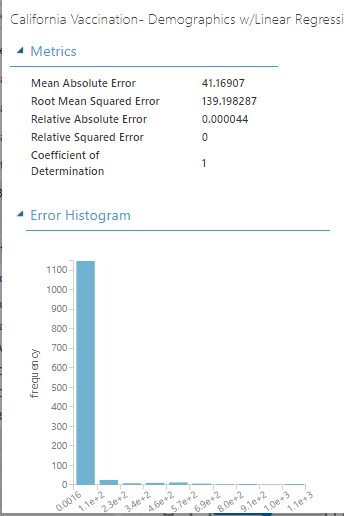 California Vaccination- Demographics w/Linear Regressi
Metrics
Mean Absolute Error 41.16907
Root Mean Squared Error 139.198287
Relative Absolute Error 0.000044
Relative Squared Error 0
Coefficient of
Determination 1
Error Histogram
1100
1000
900
800
700
600
500
400
300
200
100
0
frequency
0.0016 1.1e+2 2.3e+2 3.4e+2 4.6e+2 5.7e+2 6.9e+2 8.0e+2 9.1e+2 1.0e+3 1.1e+3